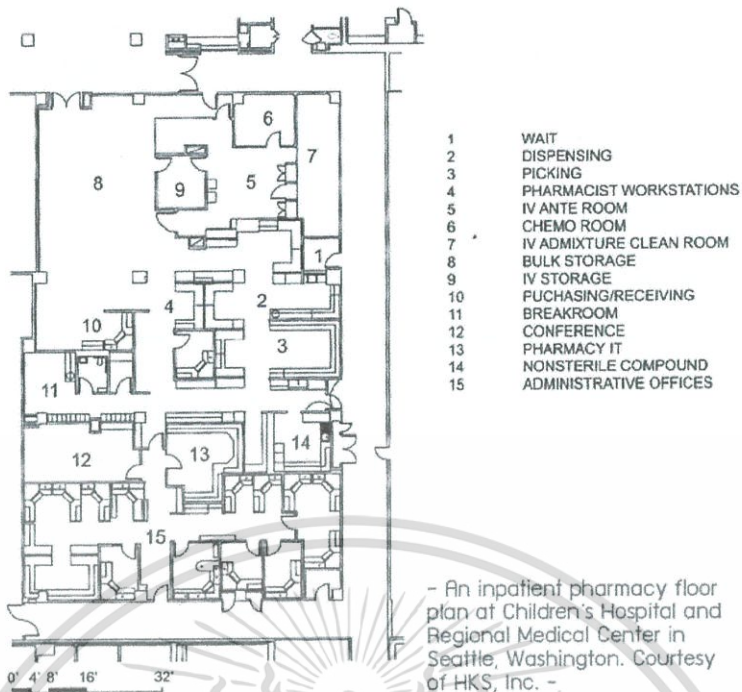 6
7
8
9
5
1
4
2
10
3
11
14
12
13
15
1 WAIT
2 DISPENSING
3 PICKING
4 PHARMACIST WORKSTATIONS
5 IV ANTE ROOM
6 CHEMO ROOM
7 IV ADMIXTURE CLEAN ROOM
8 BULK STORAGE
9 IV STORAGE
10 PUCHASING/RECEIVING
11 BREAKROOM
12 CONFERENCE
13 PHARMACY IT
14 NONSTERILE COMPOUND
15 ADMINISTRATIVE OFFICES
- An inpatient pharmacy floor
plan at Children's Hospital and
Regional Medical Center in
Seattle, Washington. Courtesy
of HKS, Inc. -
0' 4' 8' 16' 32'